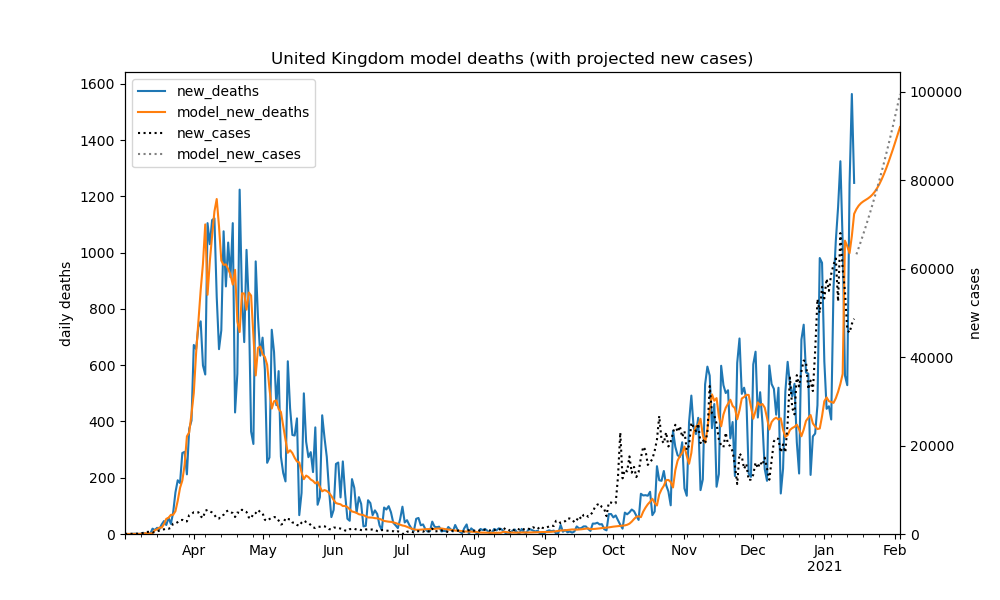 United Kingdom model deaths (with projected new cases)
new_deaths
model_new_deaths
new_cases
model_new_cases
daily deaths
1600
1400
1200
1000
800
600
400
200
0
new cases
100000
80000
60000
40000
20000
0
Apr May Jun Jul Aug Sep Oct Nov Dec Jan Feb
2021